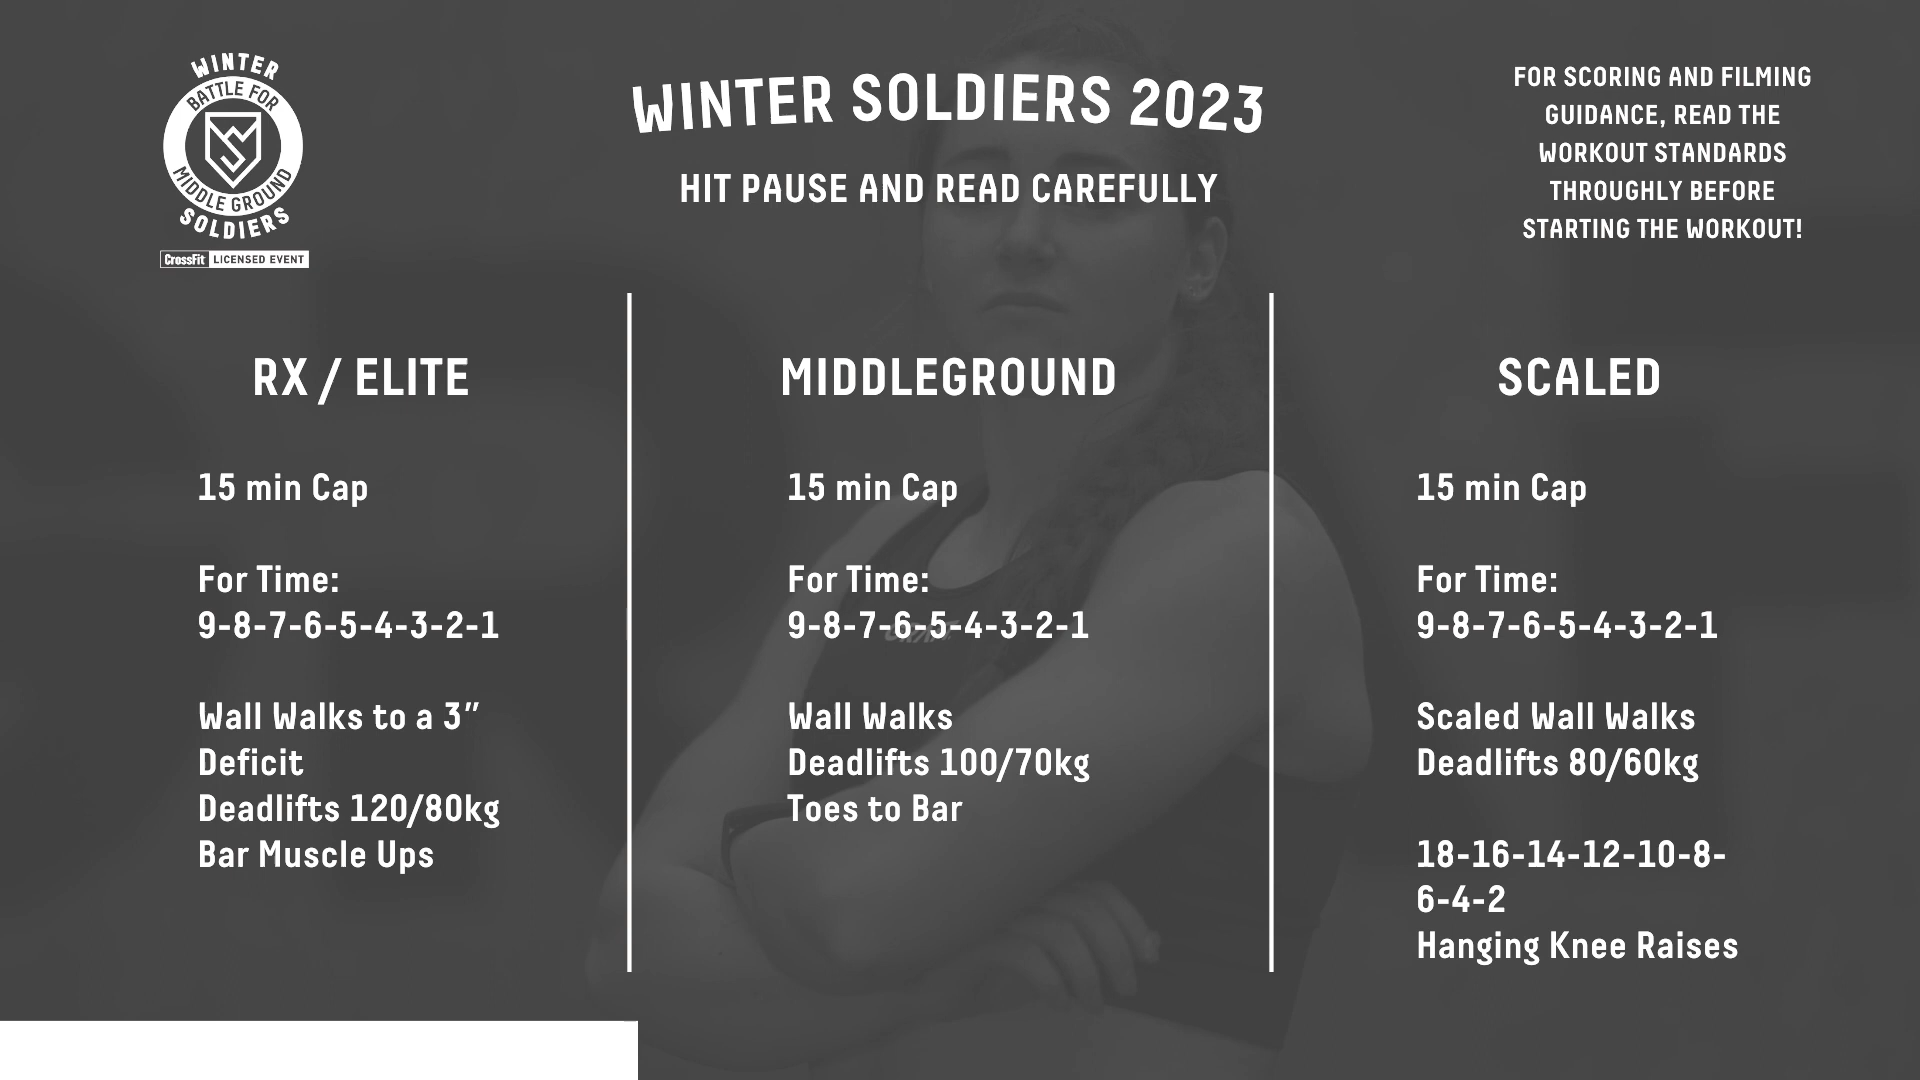 WINTER
BATTLE FOR
MIDDLE GROUND
SOLDIERS
CrossFit LICENSED EVENT
WINTER SOLDIERS 2023
HIT PAUSE AND READ CAREFULLY
FOR SCORING AND FILMING
GUIDANCE, READ THE
WORKOUT STANDARDS
THROUGHLY BEFORE
STARTING THE WORKOUT!
RX / ELITE
15 min Cap
For Time:
9-8-7-6-5-4-3-2-1
Wall Walks to a 3"
Deficit
Deadlifts 120/80kg
Bar Muscle Ups
MIDDLEGROUND
15 min Cap
For Time:
9-8-7-6-5-4-3-2-1
Wall Walks
Deadlifts 100/70kg
Toes to Bar
SCALED
15 min Cap
For Time:
9-8-7-6-5-4-3-2-1
Scaled Wall Walks
Deadlifts 80/60kg
18-16-14-12-10-8-
6-4-2
Hanging Knee Raises